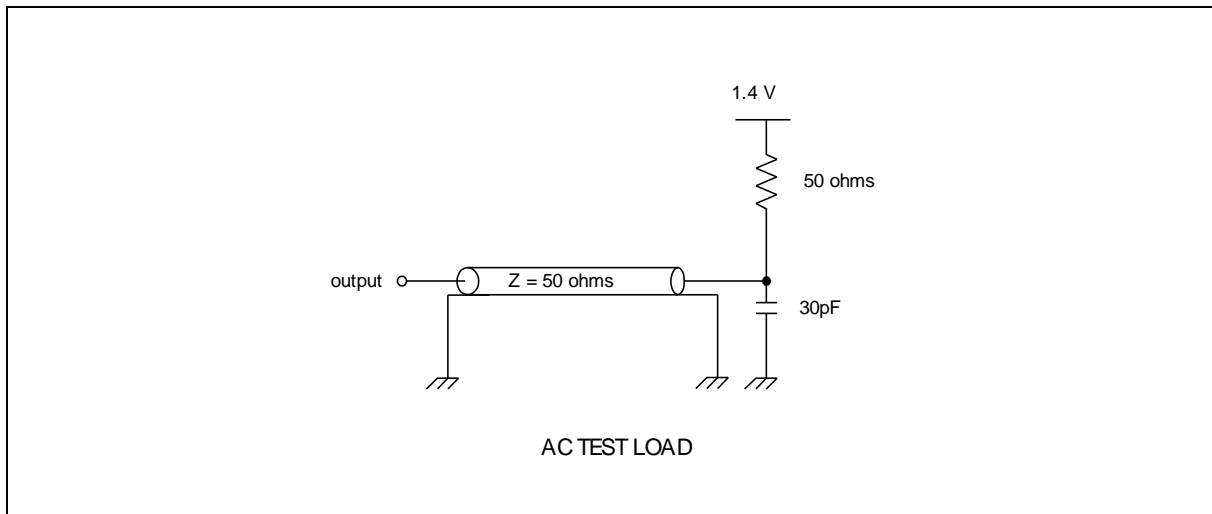 1.4 V
50 ohms
output
Z = 50 ohms
30pF
AC TEST LOAD